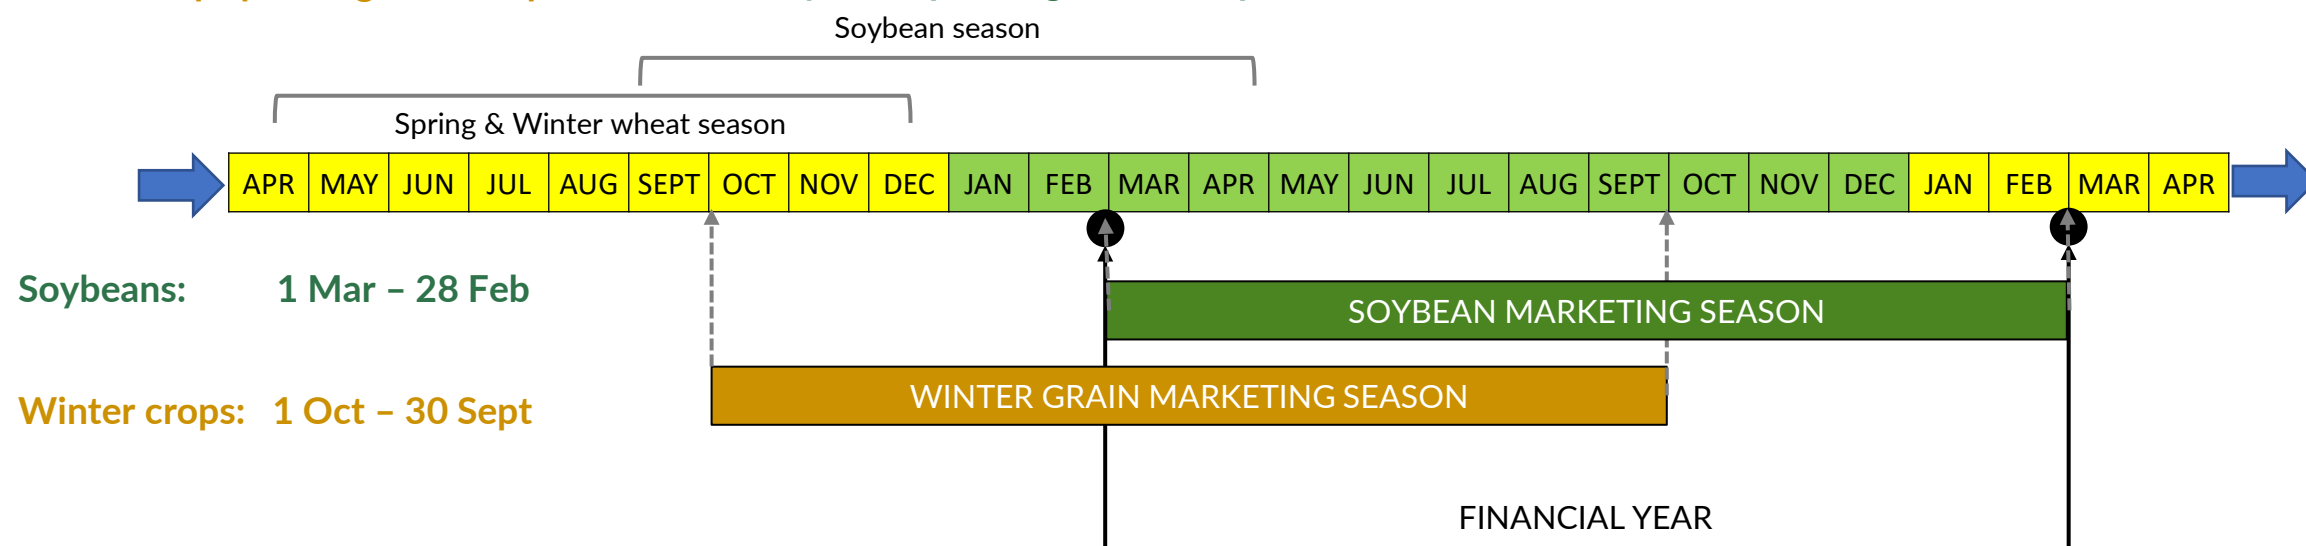 Soybean season
Spring & Winter wheat season
APR MAY JUN JUL AUG SEPT OCT NOV DEC JAN FEB MAR APR MAY JUN JUL AUG SEPT OCT NOV DEC JAN FEB MAR APR
Soybeans: 1 Mar – 28 Feb
SOYBEAN MARKETING SEASON
WINTER GRAIN MARKETING SEASON
Winter crops: 1 Oct – 30 Sept
FINANCIAL YEAR